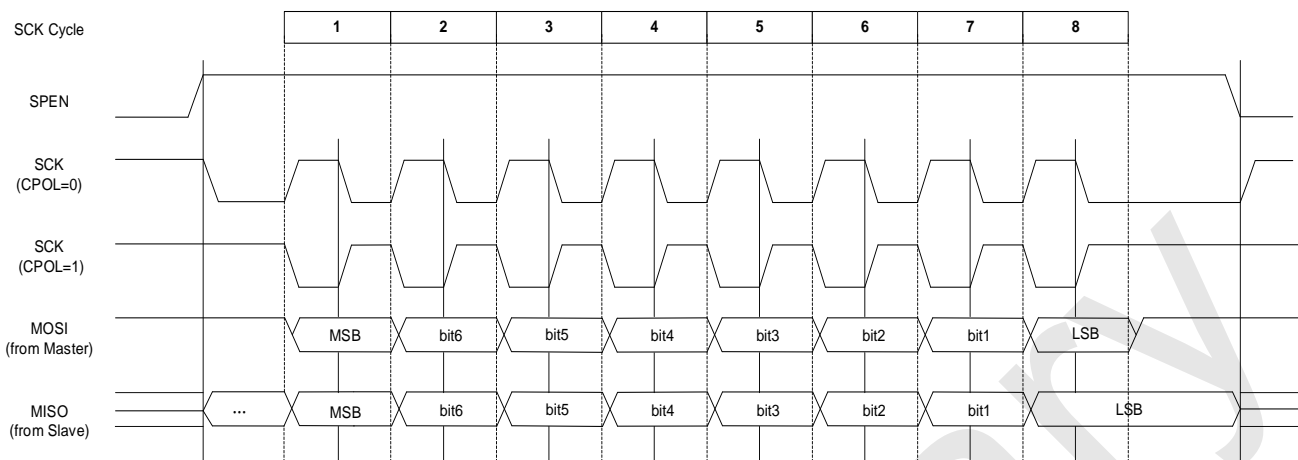 SCK Cycle 1 2 3 4 5 6 7 8
SPEN
SCK
(CPOL=0)
SCK
(CPOL=1)
MOSI
(from Master)
MSB bit6 bit5 bit4 bit3 bit2 bit1 LSB
MISO
(from Slave)
... MSB bit6 bit5 bit4 bit3 bit2 bit1 LSB